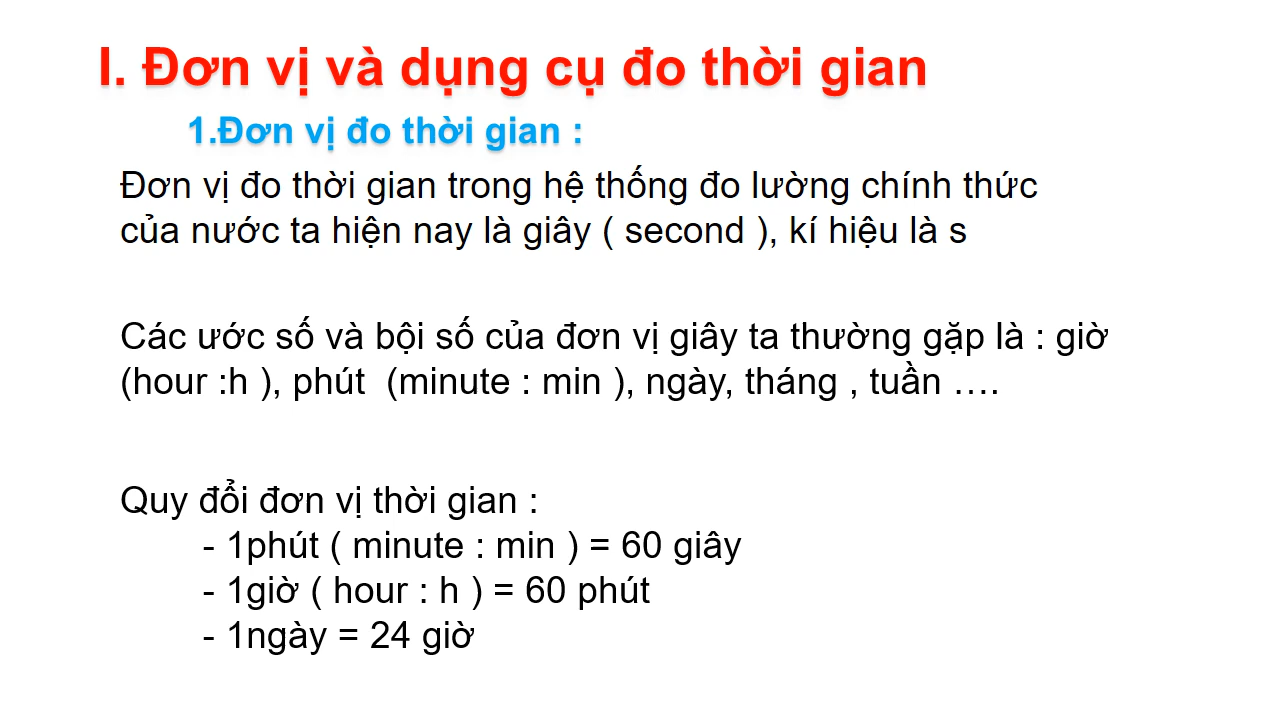 I. Đơn vị và dụng cụ đo thời gian
1.Đơn vị đo thời gian :
Đơn vị đo thời gian trong hệ thống đo lường chính thức
của nước ta hiện nay là giây ( second ), kí hiệu là s
Các ước số và bội số của đơn vị giây ta thường gặp là : giờ
(hour :h ), phút  (minute : min ), ngày, tháng , tuần ….
Quy đổi đơn vị thời gian :
- 1phút ( minute : min ) = 60 giây
- 1giờ ( hour : h ) = 60 phút
- 1ngày = 24 giờ